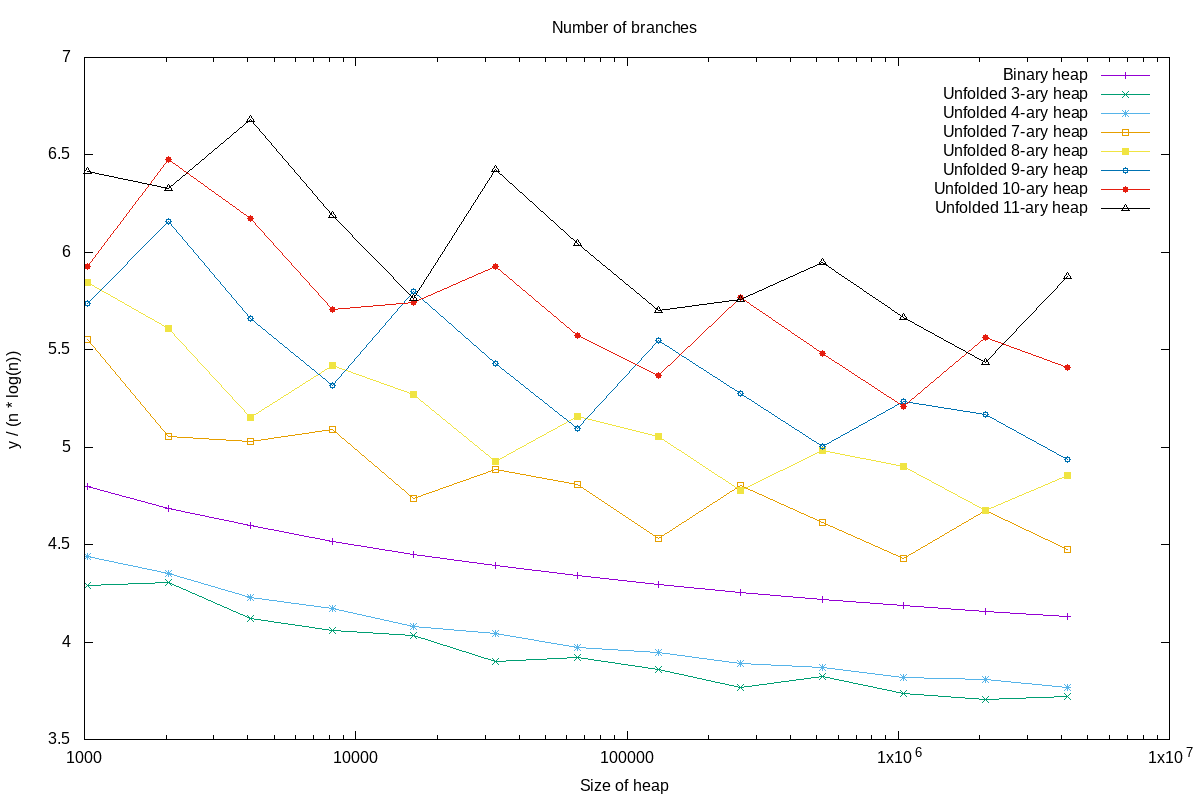 Number of branches
7
6.5
6
5.5
5
4.5
4
3.5
y / (n * log(n))
Binary heap
Unfolded 3-ary heap
Unfolded 4-ary heap
Unfolded 7-ary heap
Unfolded 8-ary heap
Unfolded 9-ary heap
Unfolded 10-ary heap
Unfolded 11-ary heap
1000 10000 100000 1x10^6 1x10^7
Size of heap